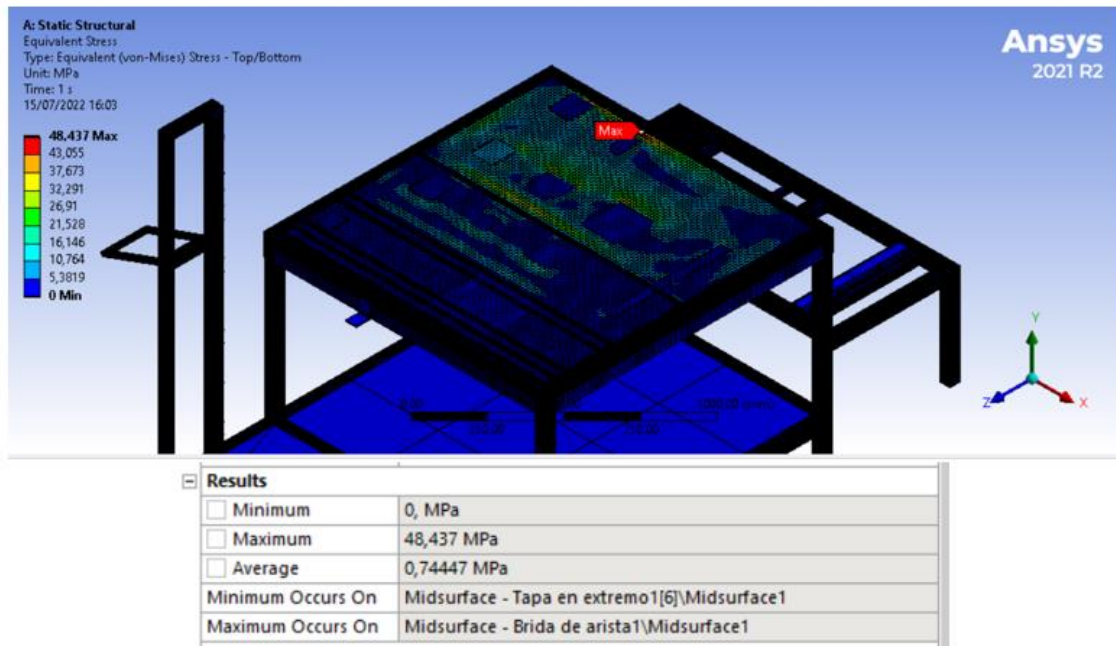 A: Static Structural
Equivalent Stress
Type: Equivalent (von-Mises) Stress - Top/Bottom
Unit: MPa
Time: 1 s
15/07/2022 16:03
Ansys
2021 R2
48,437 Max
43,055
37,673
32,291
26,91
21,528
16,146
10,764
5,3819
0 Min
Max
Y
Z
X
Results
Minimum 0, MPa
Maximum 48,437 MPa
Average 0,74447 MPa
Minimum Occurs On Midsurface - Tapa en extremo1[6]\Midsurface1
Maximum Occurs On Midsurface - Brida de arista1\Midsurface1